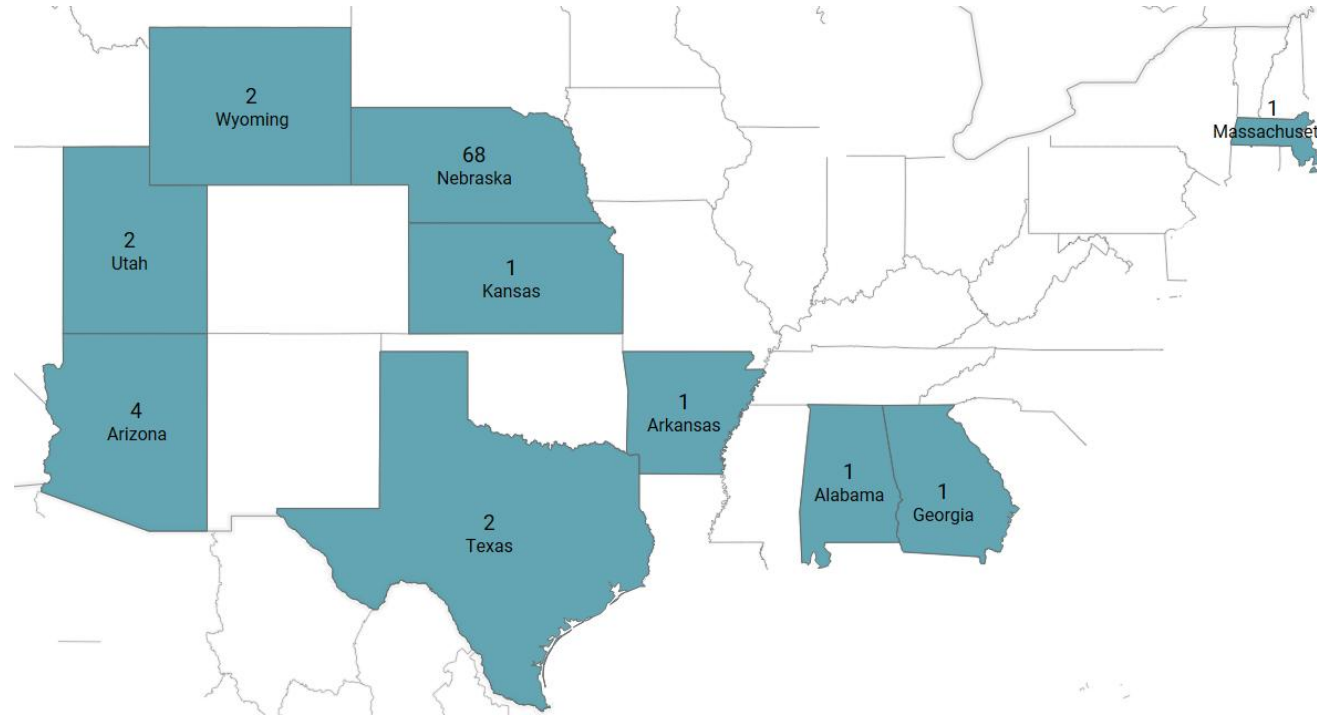 2
Wyoming
68
Nebraska
1
Massachuset
2
Utah
1
Kansas
4
Arizona
1
Arkansas
2
Texas
1
Alabama
1
Georgia